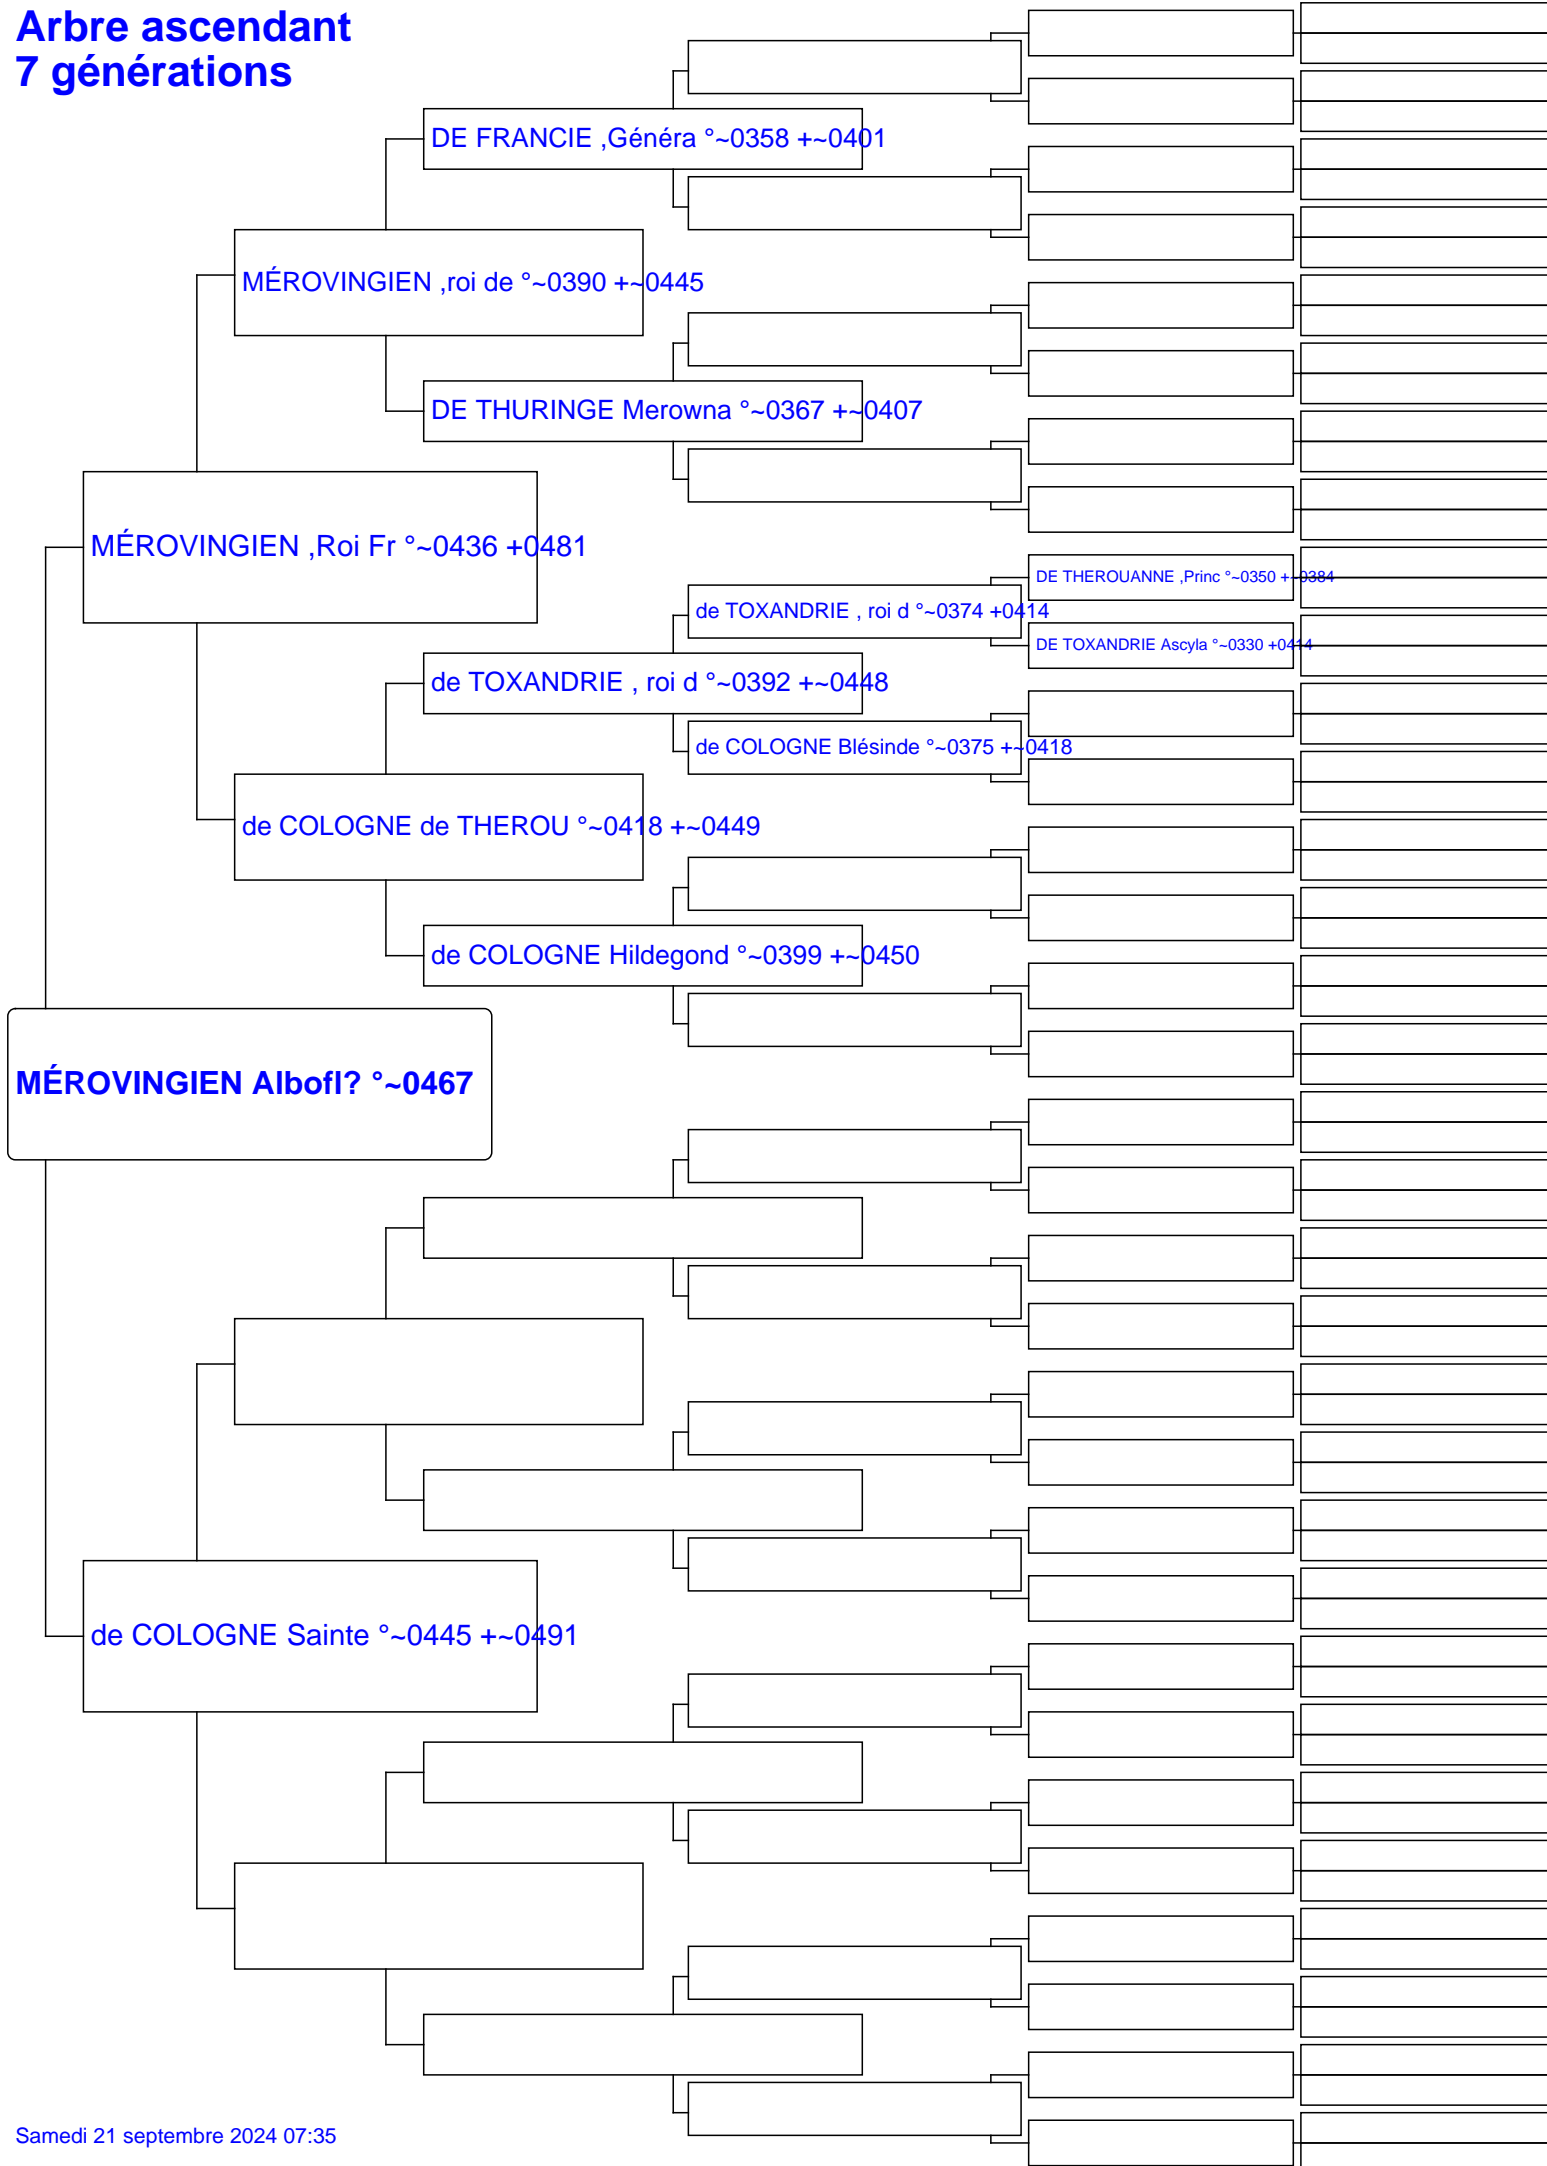 Arbre ascendant
7 générations
DE FRANCIE ,Généra °~0358 +~0401
MÉROVINGIEN ,roi de °~0390 +~0445
DE THURINGE Merowna °~0367 +~0407
MÉROVINGIEN ,Roi Fr °~0436 +0481
DE THEROUANNE ,Princ °~0350 +~0384
de TOXANDRIE , roi d °~0374 +0414
DE TOXANDRIE Ascyla °~0330 +0414
de TOXANDRIE , roi d °~0392 +~0448
de COLOGNE Blésinde °~0375 +~0418
de COLOGNE de THEROU °~0418 +~0449
de COLOGNE Hildegond °~0399 +~0450
MÉROVINGIEN Albofl? °~0467
de COLOGNE Sainte °~0445 +~0491
Samedi 21 septembre 2024 07:35